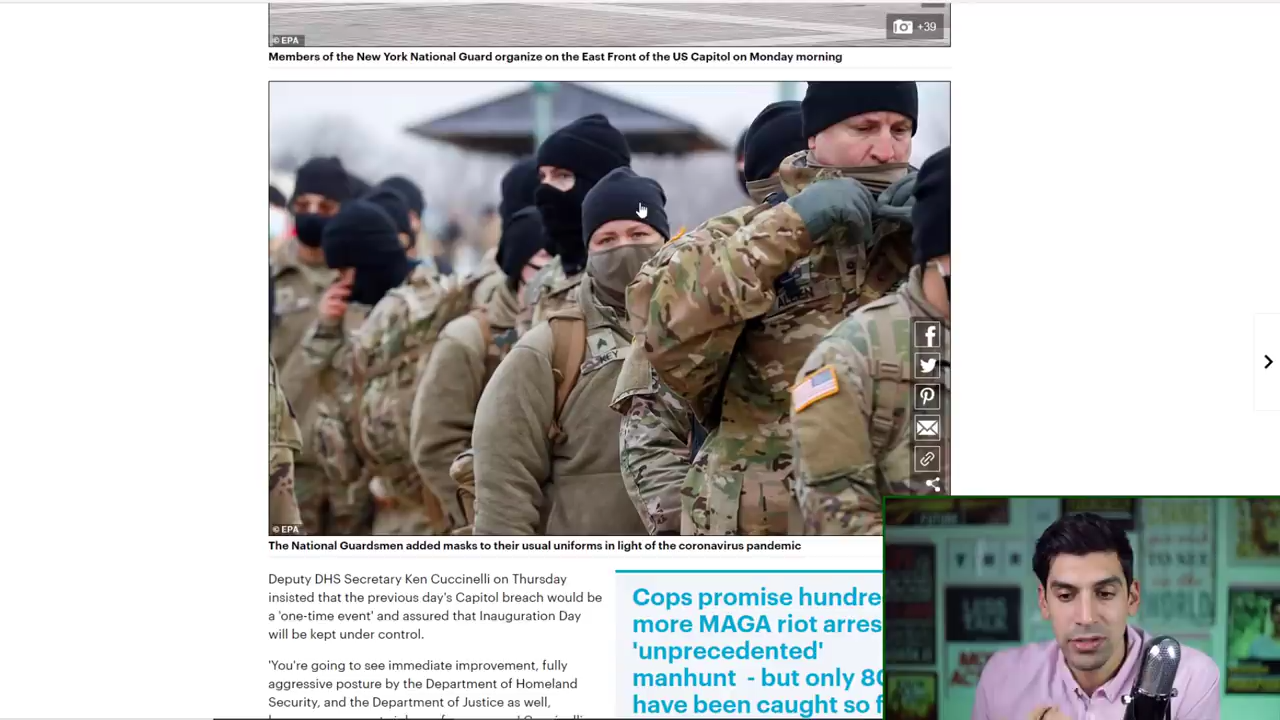 +39
© EPA
Members of the New York National Guard organize on the East Front of the US Capitol on Monday morning
ALLEN
KEY
© EPA
The National Guardsmen added masks to their usual uniforms in light of the coronavirus pandemic
Deputy DHS Secretary Ken Cuccinelli on Thursday
insisted that the previous day's Capitol breach would be
a 'one-time event' and assured that Inauguration Day
will be kept under control.
'You're going to see immediate improvement, fully
aggressive posture by the Department of Homeland
Security, and the Department of Justice as well,
Cops promise hundre
more MAGA riot arres
'unprecedented'
manhunt - but only 80
have been caught so f
LESS
TALK